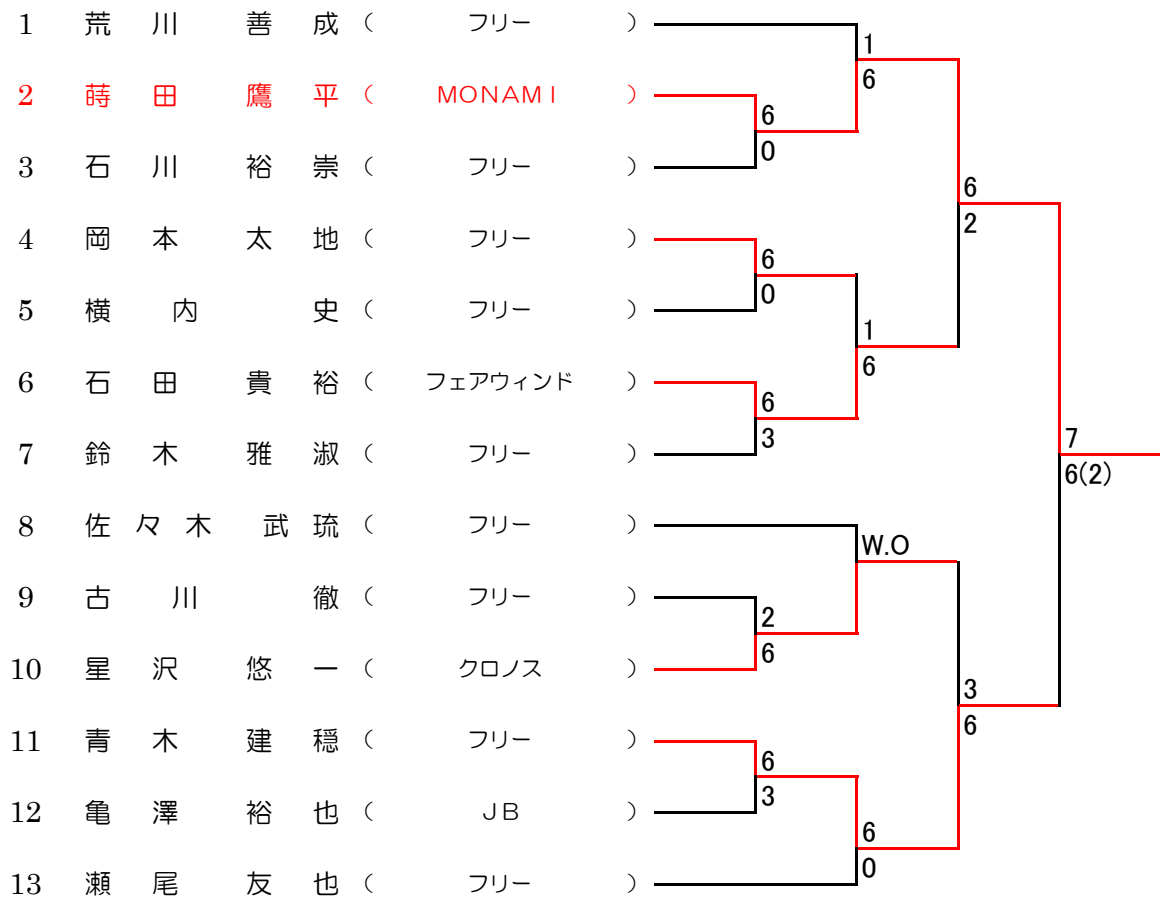 1 荒川 善成 ( フリー )
1
6
2 蒔田 鷹平 ( MONAMI )
6
0
3 石川 裕崇 ( フリー )
6
2
4 岡本 太地 ( フリー )
6
0
5 横内 史 ( フリー )
1
6
6 石田 貴裕 ( フェアウィンド )
6
3
7 鈴木 雅淑 ( フリー )
7
6(2)
8 佐々木 武琉 ( フリー )
W.O
9 古川 徹 ( フリー )
2
6
10 星沢 悠一 ( クロノス )
3
6
11 青木 建穏 ( フリー )
6
3
12 亀澤 裕也 ( JB )
6
0
13 瀬尾 友也 ( フリー )